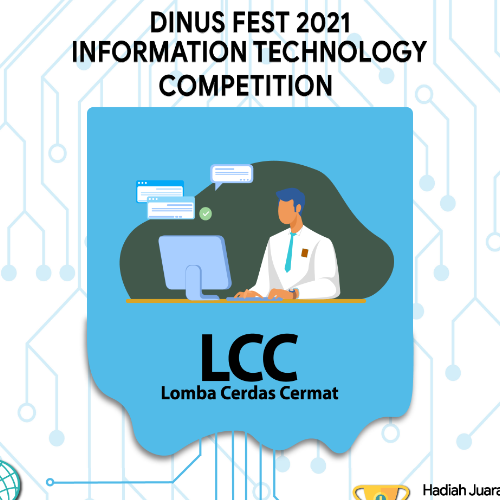 DINUS FEST 2021
INFORMATION TECHNOLOGY
COMPETITION
LCC
Lomba Cerdas Cermat
Hadiah Juara